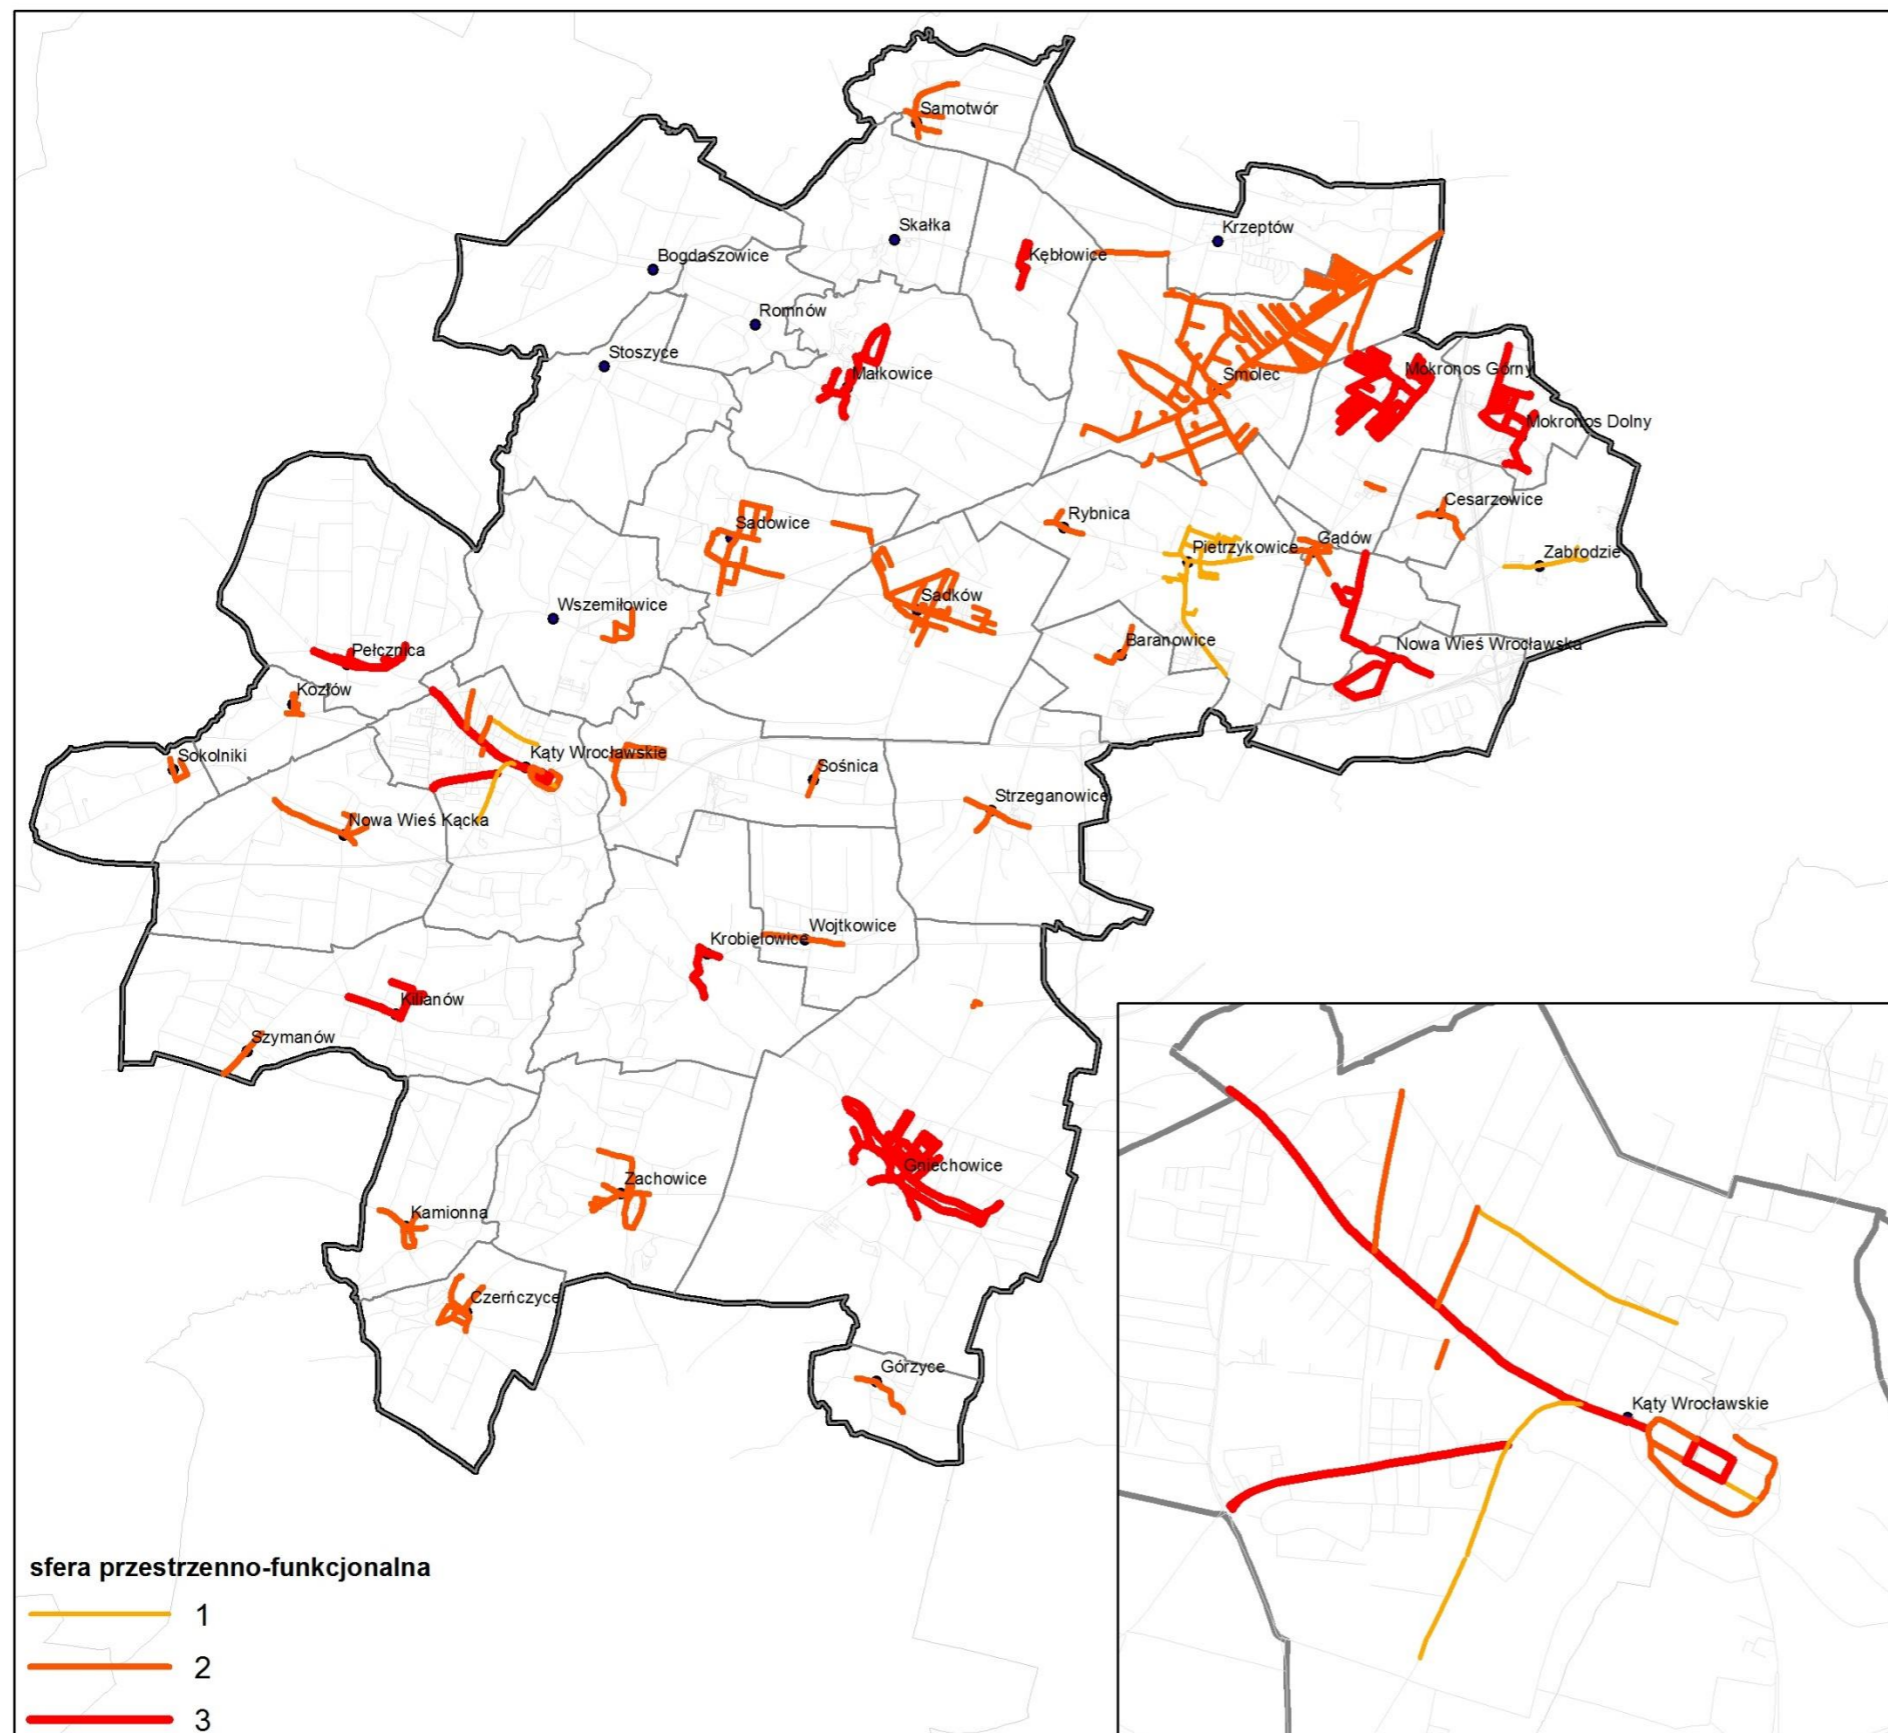 Samotwór
Skałka
Krzeptów
Kębłowice
Bogdaszowice
Romnów
Stoszyce
Małkowice
Smolec
Mokronos Górny
Mokronos Dolny
Sadowice
Rybnica
Cesarzowice
Pietrzykowice
Gądów
Zabrodzie
Wszemiłowice
Sadków
Baranowice
Nowa Wieś Wrocławska
Pełcznica
Kozłów
Kąty Wrocławskie
Sokolniki
Sośnica
Strzeganowice
Nowa Wieś Kącka
Wojtkowice
Krobielowice
Kilianów
Szymanów
Gniechowice
Zachowice
Kamionna
Czerńczyce
Górzyce
Kąty Wrocławskie
sfera przestrzenno-funkcjonalna
1
2
3